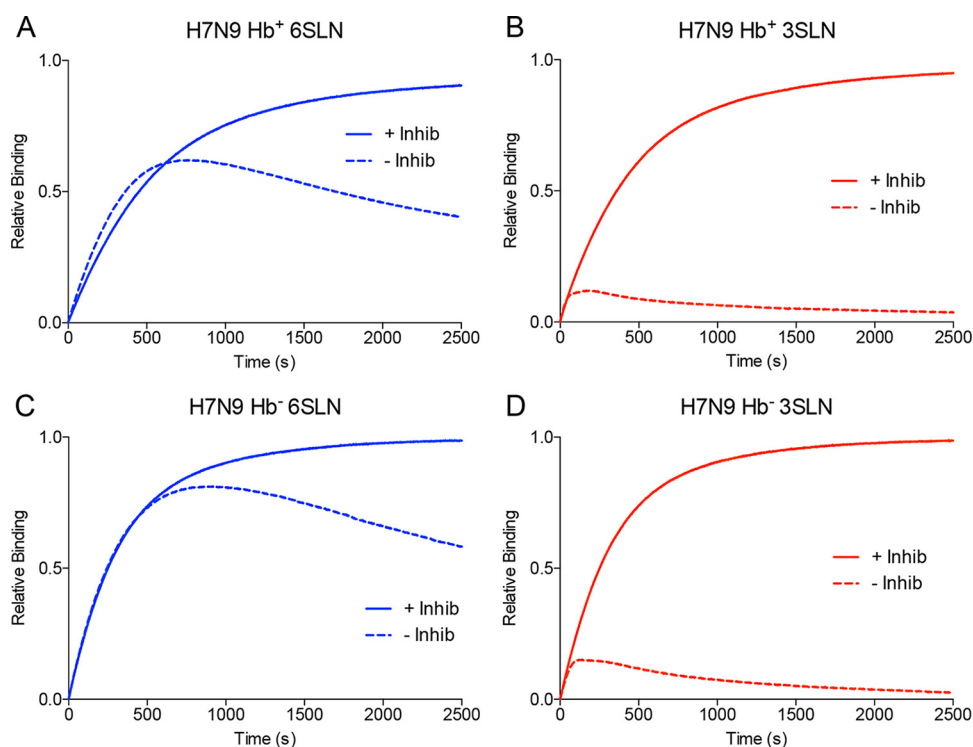 A
H7N9 Hb+ 6SLN
1.0
0.5
0.0
Relative Binding
+ Inhib
- Inhib
0 500 1000 1500 2000 2500
Time (s)
B
H7N9 Hb+ 3SLN
1.0
0.5
0.0
Relative Binding
+ Inhib
- Inhib
0 500 1000 1500 2000 2500
Time (s)
C
H7N9 Hb- 6SLN
1.0
0.5
0.0
Relative Binding
+ Inhib
- Inhib
0 500 1000 1500 2000 2500
Time (s)
D
H7N9 Hb- 3SLN
1.0
0.5
0.0
Relative Binding
+ Inhib
- Inhib
0 500 1000 1500 2000 2500
Time (s)